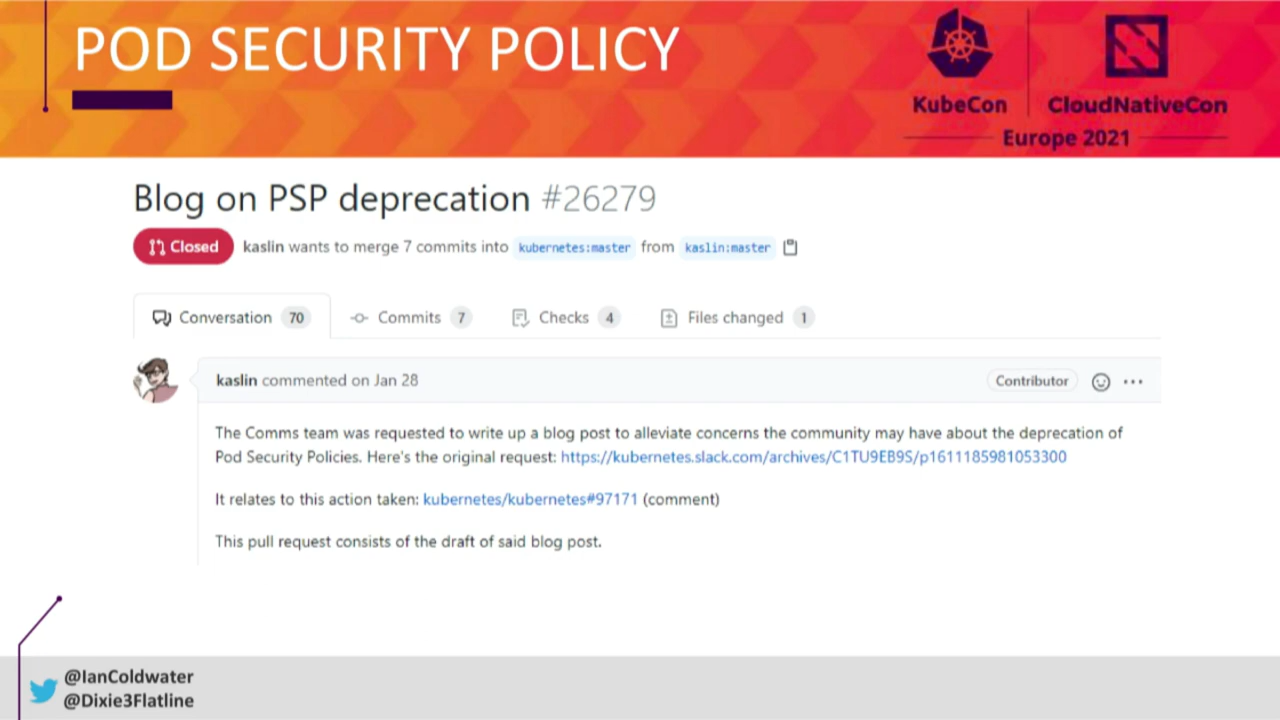 POD SECURITY POLICY
KubeCon
CloudNativeCon
Europe 2021
Blog on PSP deprecation #26279
Closed kaslin wants to merge 7 commits into kubernetes:master from kaslin:master
Conversation 70 Commits 7 Checks 4 Files changed 1
kaslin commented on Jan 28 Contributor
The Comms team was requested to write up a blog post to alleviate concerns the community may have about the deprecation of
Pod Security Policies. Here's the original request: https://kubernetes.slack.com/archives/C1TU9EB9S/p1611185981053300
It relates to this action taken: kubernetes/kubernetes#97171 (comment)
This pull request consists of the draft of said blog post.
@IanColdwater
@Dixie3Flatline